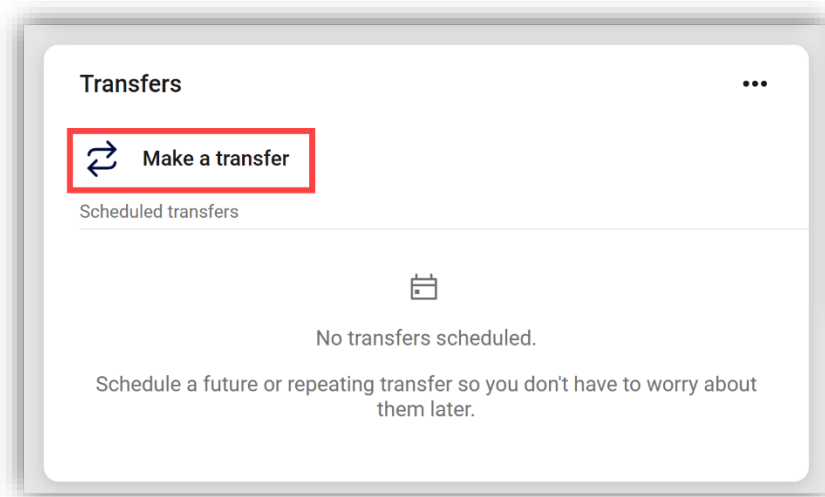 Transfers
Make a transfer
Scheduled transfers
No transfers scheduled.
Schedule a future or repeating transfer so you don't have to worry about
them later.